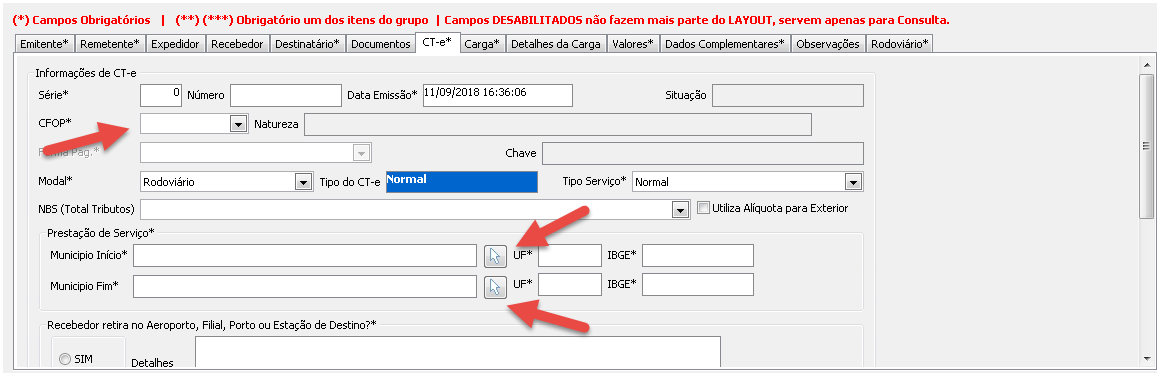 (*) Campos Obrigatórios | (**) (***) Obrigatório um dos itens do grupo | Campos DESABILITADOS não fazem mais parte do LAYOUT, servem apenas para Consulta.
Emitente* Remetente* Expedidor Recebedor Destinatário* Documentos CT-e* Carga* Detalhes da Carga Valores* Dados Complementares* Observações Rodoviário*
Informações de CT-e
Série* 0 Número Data Emissão* 11/09/2018 16:36:06 Situação
CFOP* Natureza
Forma Pag.* Chave
Modal* Rodoviário Tipo do CT-e Normal Tipo Serviço* Normal
NBS (Total Tributos) Utiliza Alíquota para Exterior
Prestação de Serviço*
Municipio Início* UF* IBGE*
Municipio Fim* UF* IBGE*
Recebedor retira no Aeroporto, Filial, Porto ou Estação de Destino?*
SIM Detalhes